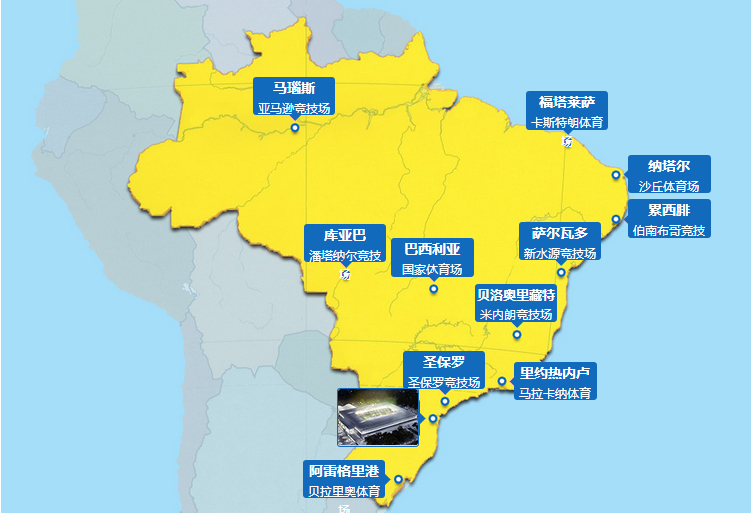 马瑙斯
亚马逊竞技场
福塔莱萨
卡斯特朗体育
场
纳塔尔
沙丘体育场
累西腓
伯南布哥竞技
萨尔瓦多
新水源竞技场
库亚巴
潘塔纳尔竞技
场
巴西利亚
国家体育场
贝洛奥里藏特
米内朗竞技场
圣保罗
圣保罗竞技场
里约热内卢
马拉卡纳体育
阿雷格里港
贝拉里奥体育
场